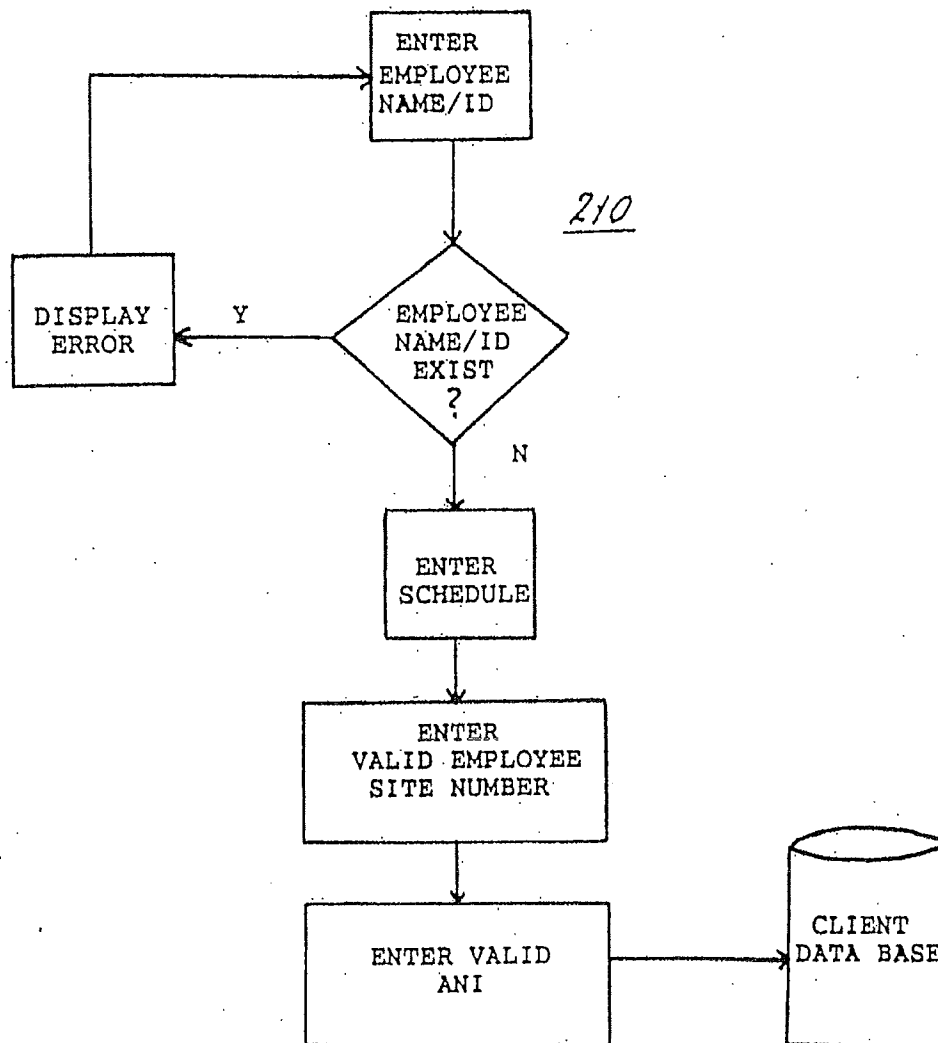 ENTER
EMPLOYEE
NAME/ID
210
DISPLAY
ERROR
Y
EMPLOYEE
NAME/ID
EXIST
?
N
ENTER
SCHEDULE
ENTER
VALID EMPLOYEE
SITE NUMBER
ENTER VALID
ANI
CLIENT
DATA BASE